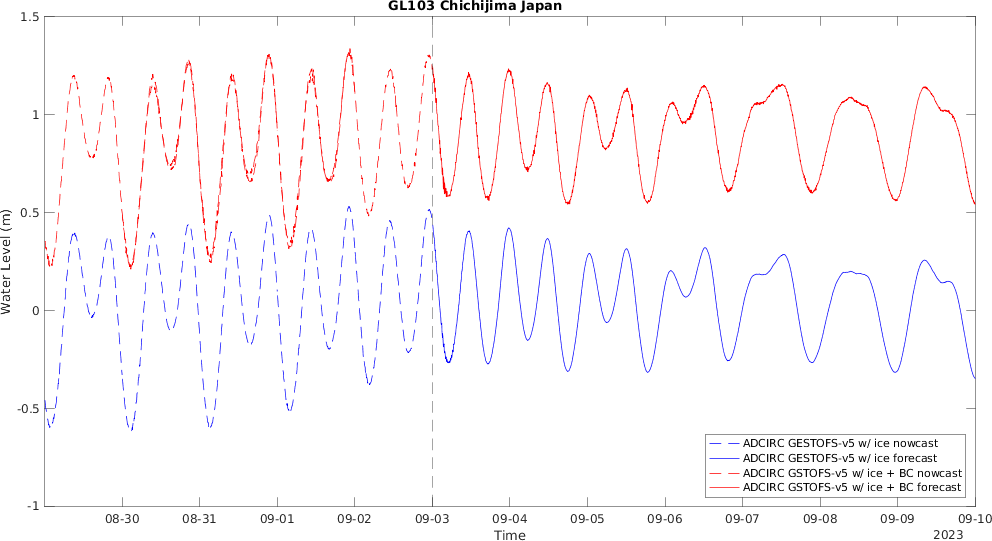 GL103 Chichijima Japan
1.5
1
0.5
0
-0.5
-1
Water Level (m)
08-30 08-31 09-01 09-02 09-03 09-04 09-05 09-06 09-07 09-08 09-09 09-10
Time
2023
ADCIRC GESTOFS-v5 w/ ice nowcast
ADCIRC GESTOFS-v5 w/ ice forecast
ADCIRC GSTOFS-v5 w/ ice + BC nowcast
ADCIRC GSTOFS-v5 w/ ice + BC forecast